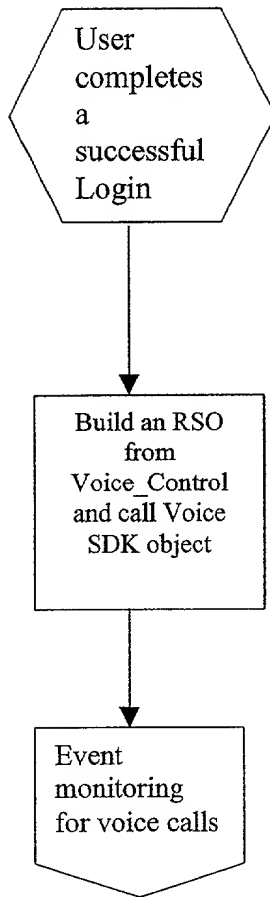 User
completes
a
successful
Login
Build an RSO
from
Voice_Control
and call Voice
SDK object
Event
monitoring
for voice calls